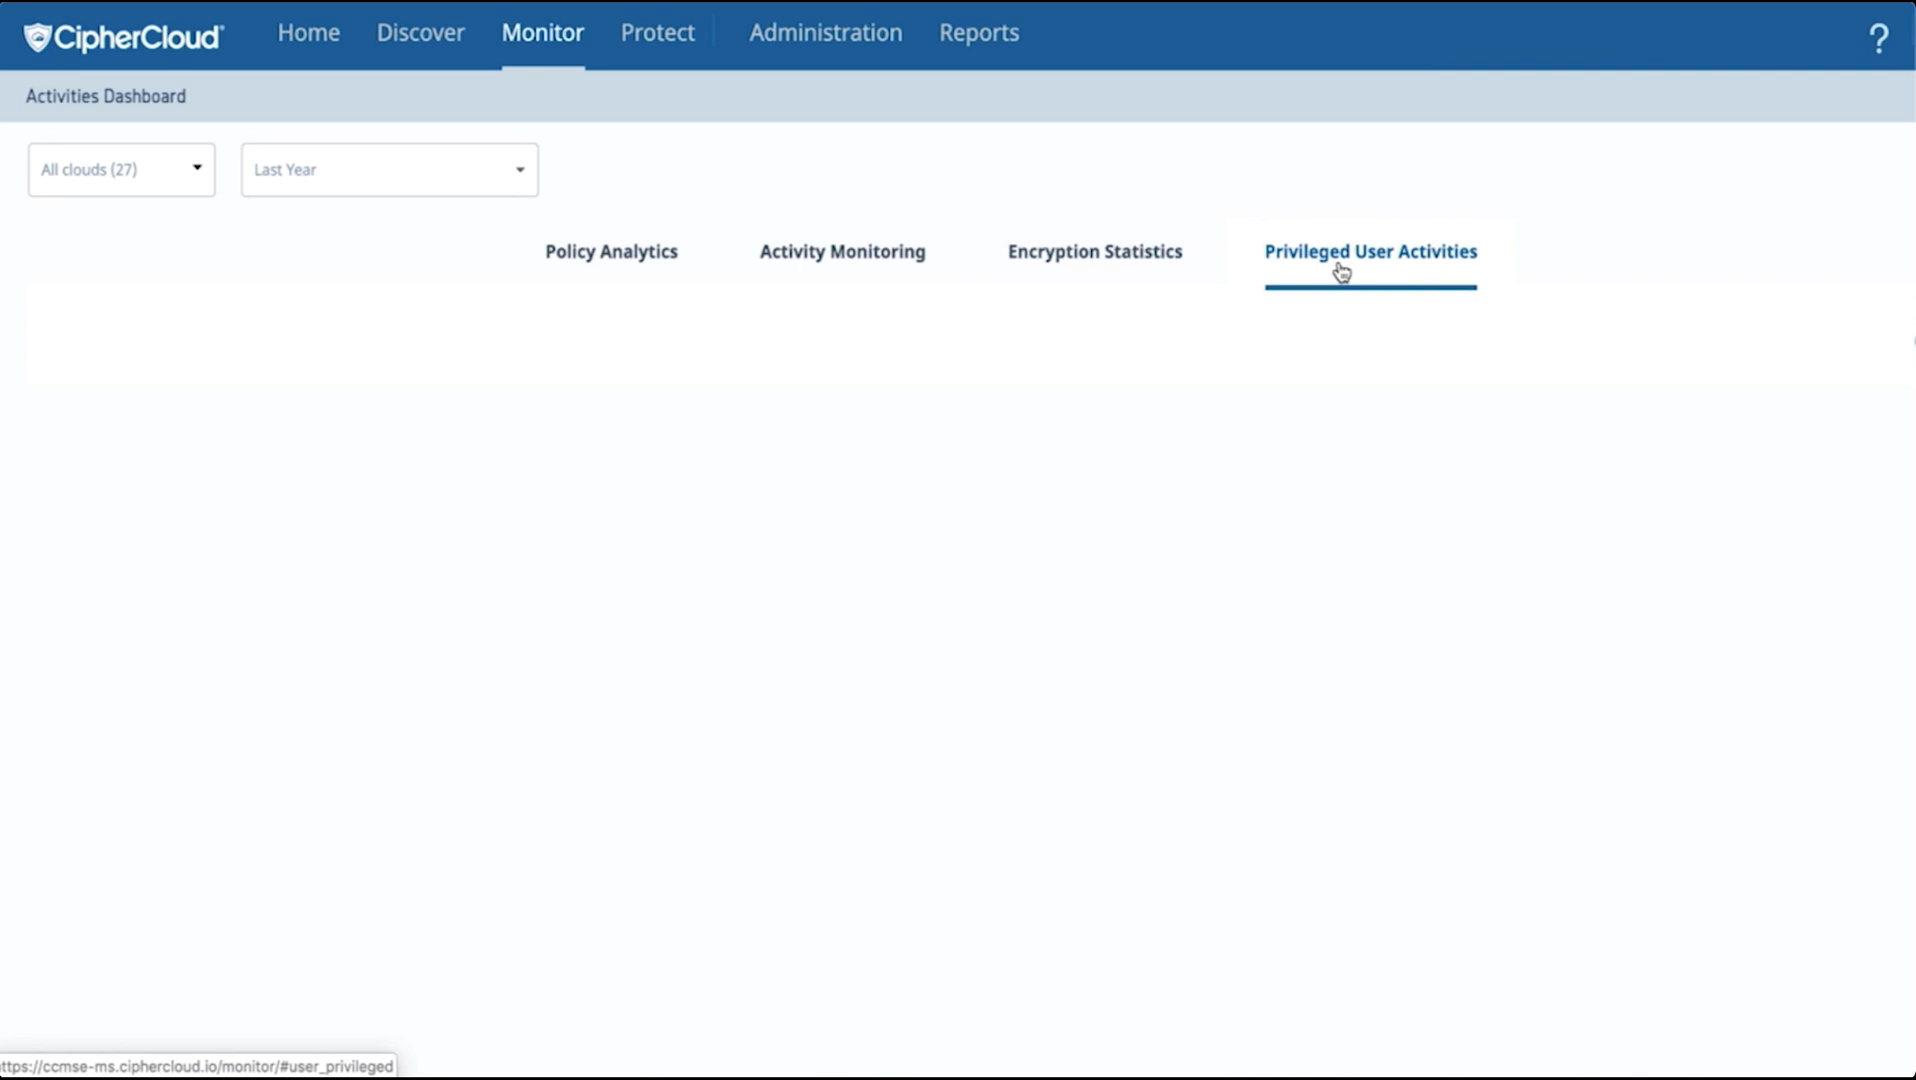 CipherCloud
Home Discover Monitor Protect Administration Reports ?
Activities Dashboard
All clouds (27) Last Year
Policy Analytics Activity Monitoring Encryption Statistics Privileged User Activities
ttps://ccmse-ms.ciphercloud.io/monitor/#user_privileged